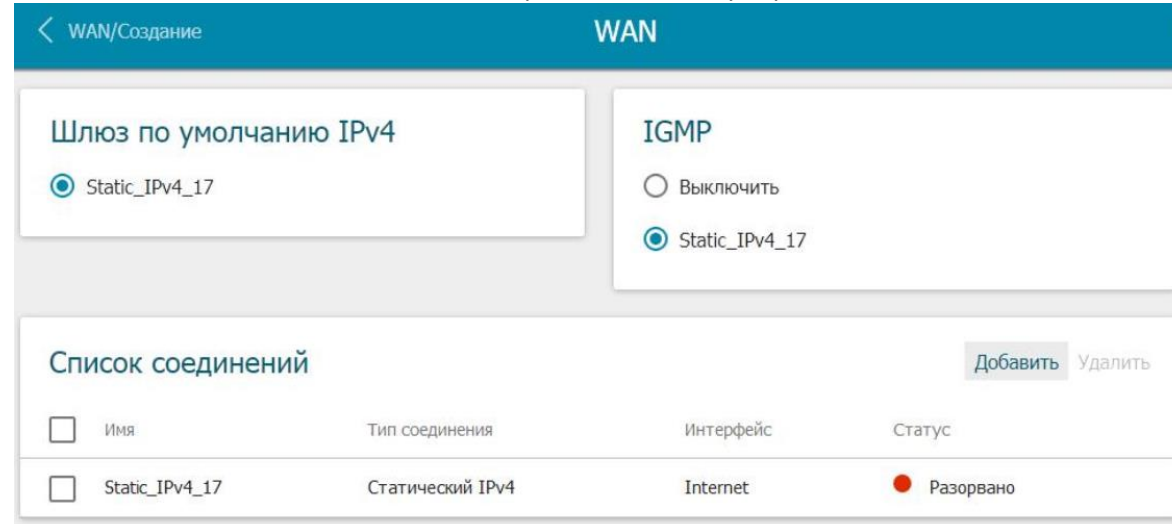 WAN/Создание
WAN
Шлюз по умолчанию IPv4
Static_IPv4_17
IGMP
Выключить
Static_IPv4_17
Список соединений
Добавить Удалить
Имя Тип соединения Интерфейс Статус
Static_IPv4_17 Статический IPv4 Internet Разорвано